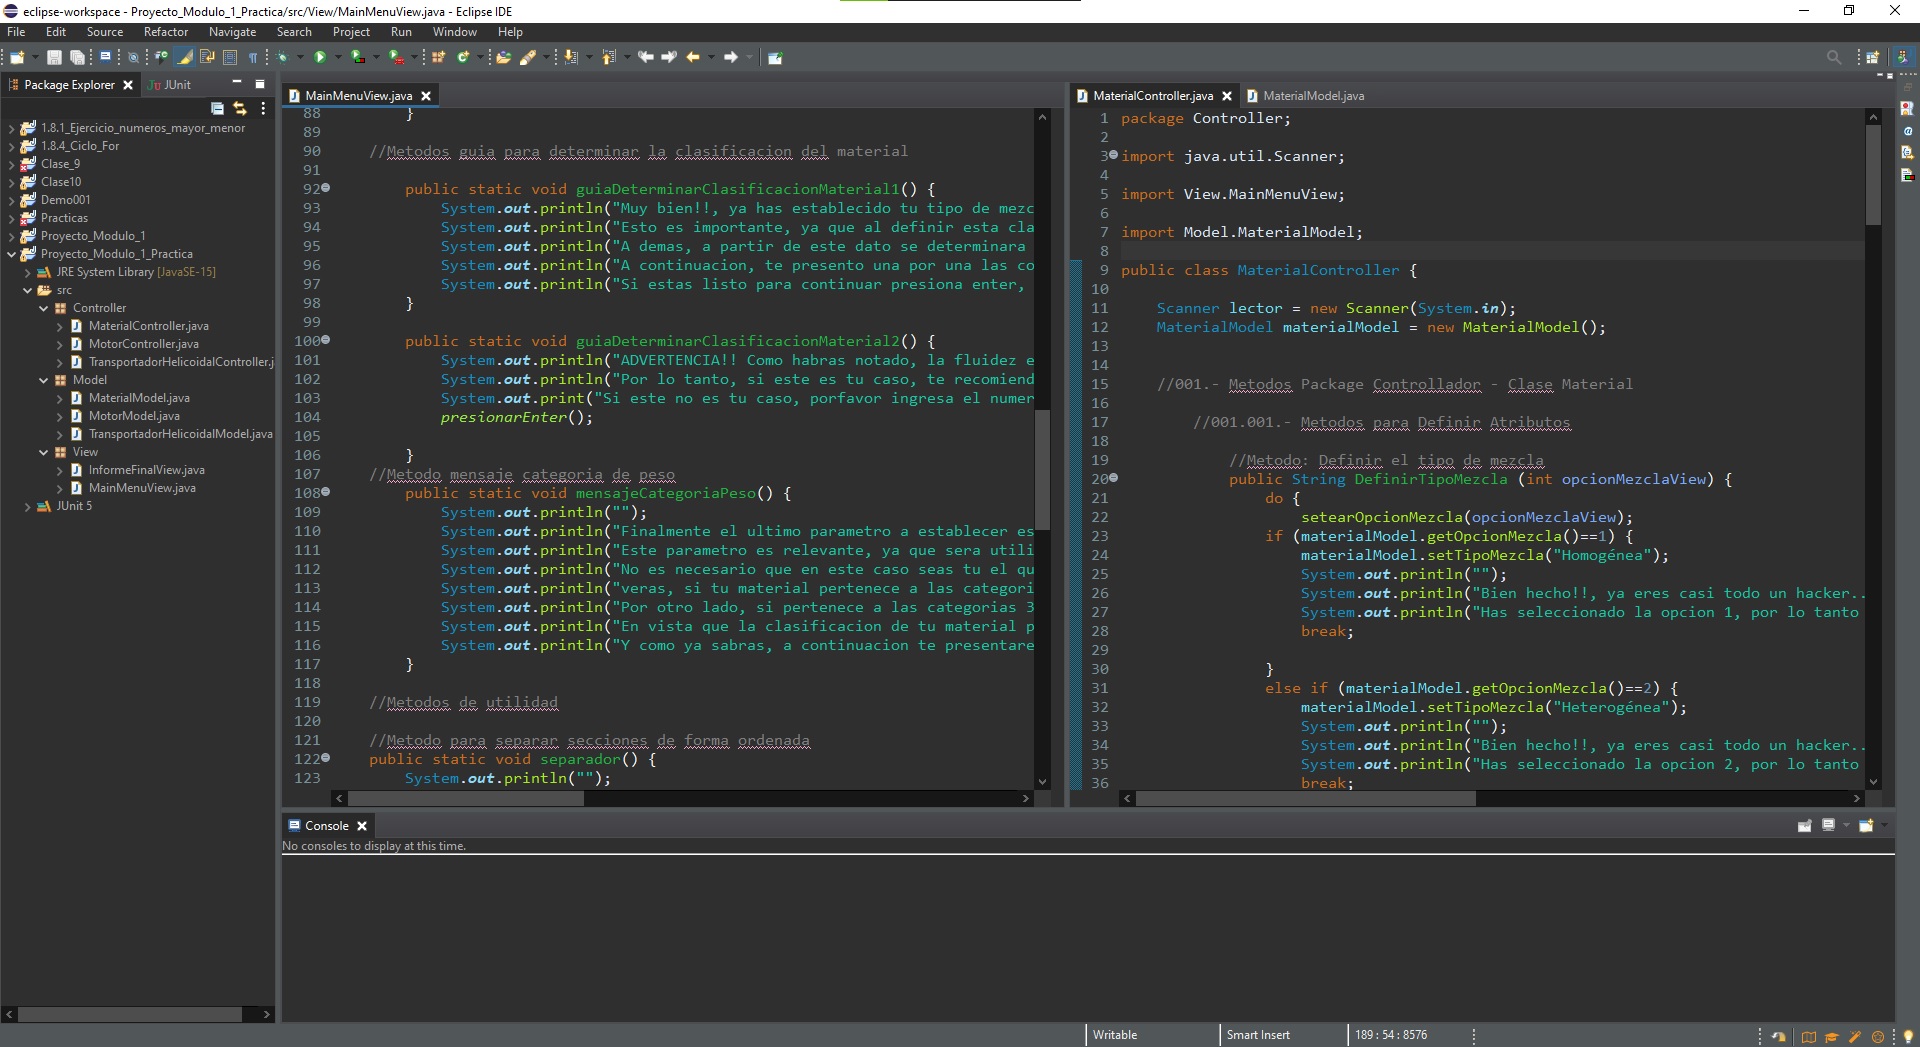 eclipse-workspace - Proyecto_Modulo_1_Practica/src/View/MainMenuView.java - Eclipse IDE
File Edit Source Refactor Navigate Search Project Run Window Help
Package Explorer
JUnit
1.8.1_Ejercicio_numeros_mayor_menor
1.8.4_Ciclo_For
Clase_9
Clase10
Demo001
Practicas
Proyecto_Modulo_1
Proyecto_Modulo_1_Practica
JRE System Library [JavaSE-15]
src
Controller
MaterialController.java
MotorController.java
TransportadorHelicoidalController.j
Model
MaterialModel.java
MotorModel.java
TransportadorHelicoidalModel.java
View
InformeFinalView.java
MainMenuView.java
JUnit 5
MainMenuView.java
88 }
89
90 //Metodos guia para determinar la clasificacion del material
91
92 public static void guiaDeterminarClasificacionMaterial1() {
93 System.out.println("Muy bien!!, ya has establecido tu tipo de mezc
94 System.out.println("Esto es importante, ya que al definir esta cla
95 System.out.println("A demas, a partir de este dato se determinara
96 System.out.println("A continuacion, te presento una por una las co
97 System.out.println("Si estas listo para continuar presiona enter,
98 }
99
100 public static void guiaDeterminarClasificacionMaterial2() {
101 System.out.println("ADVERTENCIA!! Como habras notado, la fluidez e
102 System.out.println("Por lo tanto, si este es tu caso, te recomiend
103 System.out.print("Si este no es tu caso, porfavor ingresa el numer
104 presionarEnter();
105
106 }
107 //Metodo mensaje categoria de peso
108 public static void mensajeCategoriaPeso() {
109 System.out.println("");
110 System.out.println("Finalmente el ultimo parametro a establecer es
111 System.out.println("Este parametro es relevante, ya que sera utili
112 System.out.println("No es necesario que en este caso seas tu el qu
113 System.out.println("veras, si tu material pertenece a las categori
114 System.out.println("Por otro lado, si pertenece a las categorias 3
115 System.out.println("En vista que la clasificacion de tu material p
116 System.out.println("Y como ya sabras, a continuacion te presentare
117 }
118
119 //Metodos de utilidad
120
121 //Metodo para separar secciones de forma ordenada
122 public static void separador() {
123 System.out.println("");
MaterialController.java
MaterialModel.java
1 package Controller;
2
3 import java.util.Scanner;
4
5 import View.MainMenuView;
6
7 import Model.MaterialModel;
8
9 public class MaterialController {
10
11 Scanner lector = new Scanner(System.in);
12 MaterialModel materialModel = new MaterialModel();
13
14
15 //001.- Metodos Package Controllador - Clase Material
16
17 //001.001.- Metodos para Definir Atributos
18
19 //Metodo: Definir el tipo de mezcla
20 public String DefinirTipoMezcla (int opcionMezclaView) {
21 do {
22 setearOpcionMezcla(opcionMezclaView);
23 if (materialModel.getOpcionMezcla()==1) {
24 materialModel.setTipoMezcla("Homogénea");
25 System.out.println("");
26 System.out.println("Bien hecho!!, ya eres casi todo un hacker..
27 System.out.println("Has seleccionado la opcion 1, por lo tanto
28 break;
29
30 }
31 else if (materialModel.getOpcionMezcla()==2) {
32 materialModel.setTipoMezcla("Heterogénea");
33 System.out.println("");
34 System.out.println("Bien hecho!!, ya eres casi todo un hacker..
35 System.out.println("Has seleccionado la opcion 2, por lo tanto
36 break;
Console
No consoles to display at this time.
Writable
Smart Insert
189 : 54 : 8576